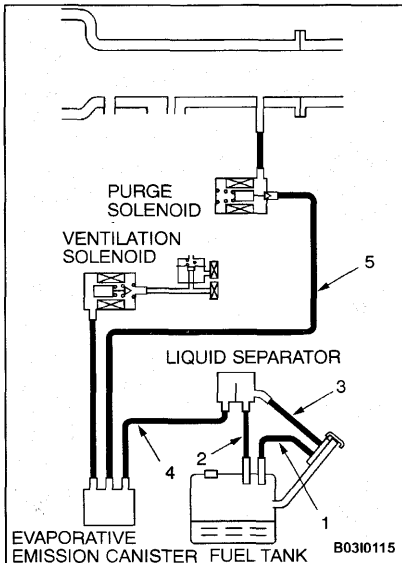 PURGE
SOLENOID
VENTILATION
SOLENOID
5
LIQUID SEPARATOR
3
4
2
1
EVAPORATIVE
EMISSION CANISTER
FUEL TANK
B03I0115